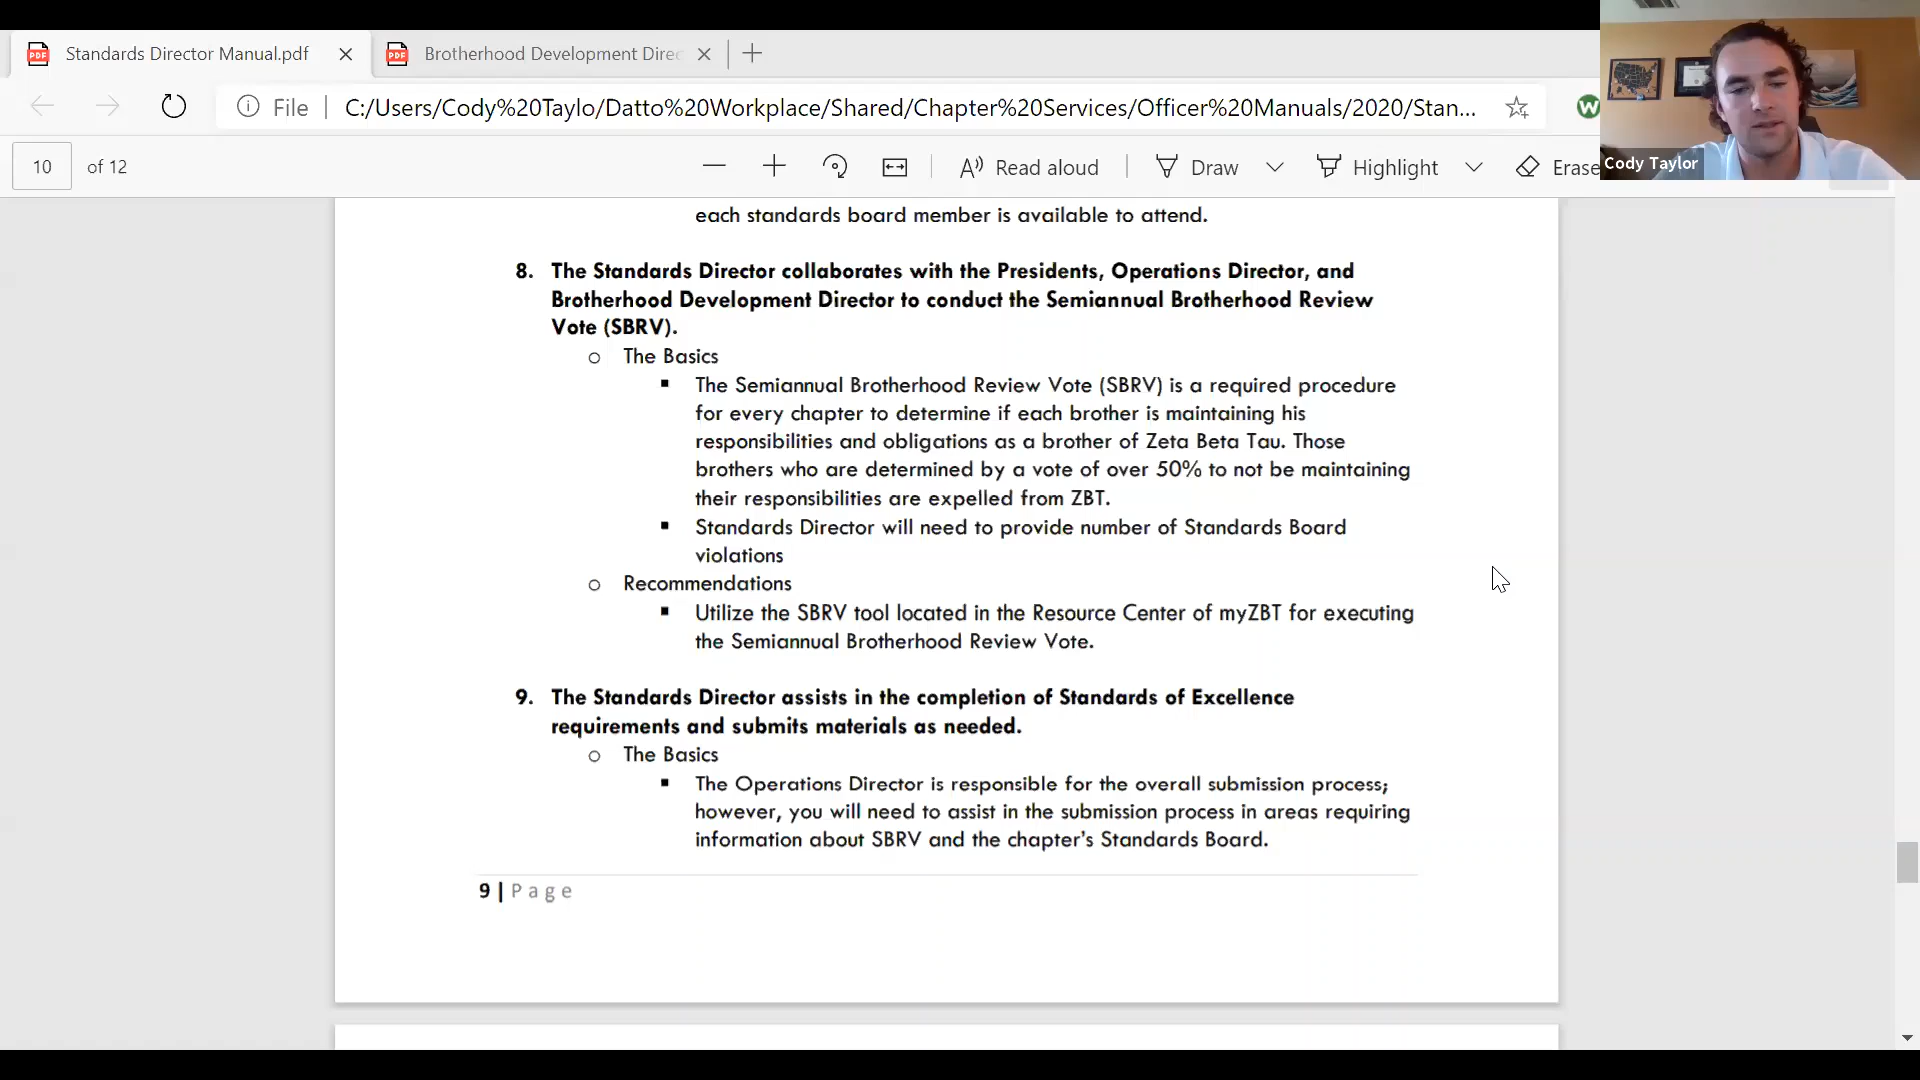 Standards Director Manual.pdf
Brotherhood Development Direc
File
C:/Users/Cody%20Taylo/Datto%20Workplace/Shared/Chapter%20Services/Officer%20Manuals/2020/Stan...
10 of 12
Read aloud
Draw
Highlight
Erase
Cody Taylor
each standards board member is available to attend.
8. The Standards Director collaborates with the Presidents, Operations Director, and
Brotherhood Development Director to conduct the Semiannual Brotherhood Review
Vote (SBRV).
o The Basics
▪ The Semiannual Brotherhood Review Vote (SBRV) is a required procedure
for every chapter to determine if each brother is maintaining his
responsibilities and obligations as a brother of Zeta Beta Tau. Those
brothers who are determined by a vote of over 50% to not be maintaining
their responsibilities are expelled from ZBT.
▪ Standards Director will need to provide number of Standards Board
violations
o Recommendations
▪ Utilize the SBRV tool located in the Resource Center of myZBT for executing
the Semiannual Brotherhood Review Vote.
9. The Standards Director assists in the completion of Standards of Excellence
requirements and submits materials as needed.
o The Basics
▪ The Operations Director is responsible for the overall submission process;
however, you will need to assist in the submission process in areas requiring
information about SBRV and the chapter's Standards Board.
9 | Page